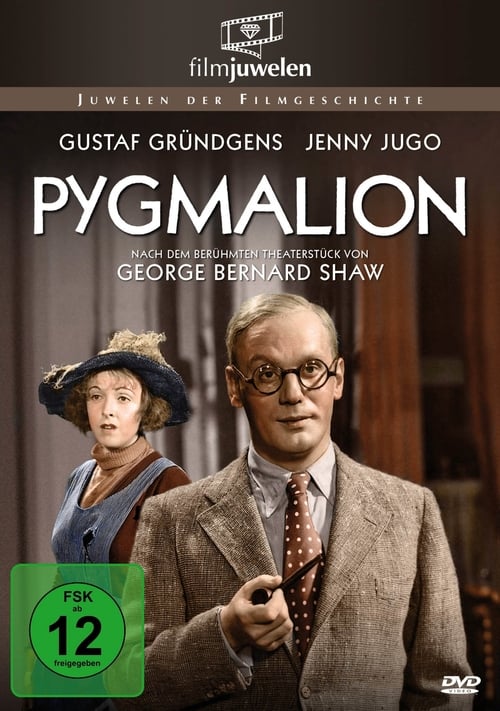 filmjuwelen
JUWELEN DER FILMGESCHICHTE
GUSTAF GRÜNDGENS JENNY JUGO
PYGMALION
NACH DEM BERÜHMTEN THEATERSTÜCK VON
GEORGE BERNARD SHAW
FSK
ab
12
freigegeben
DVD
VIDEO